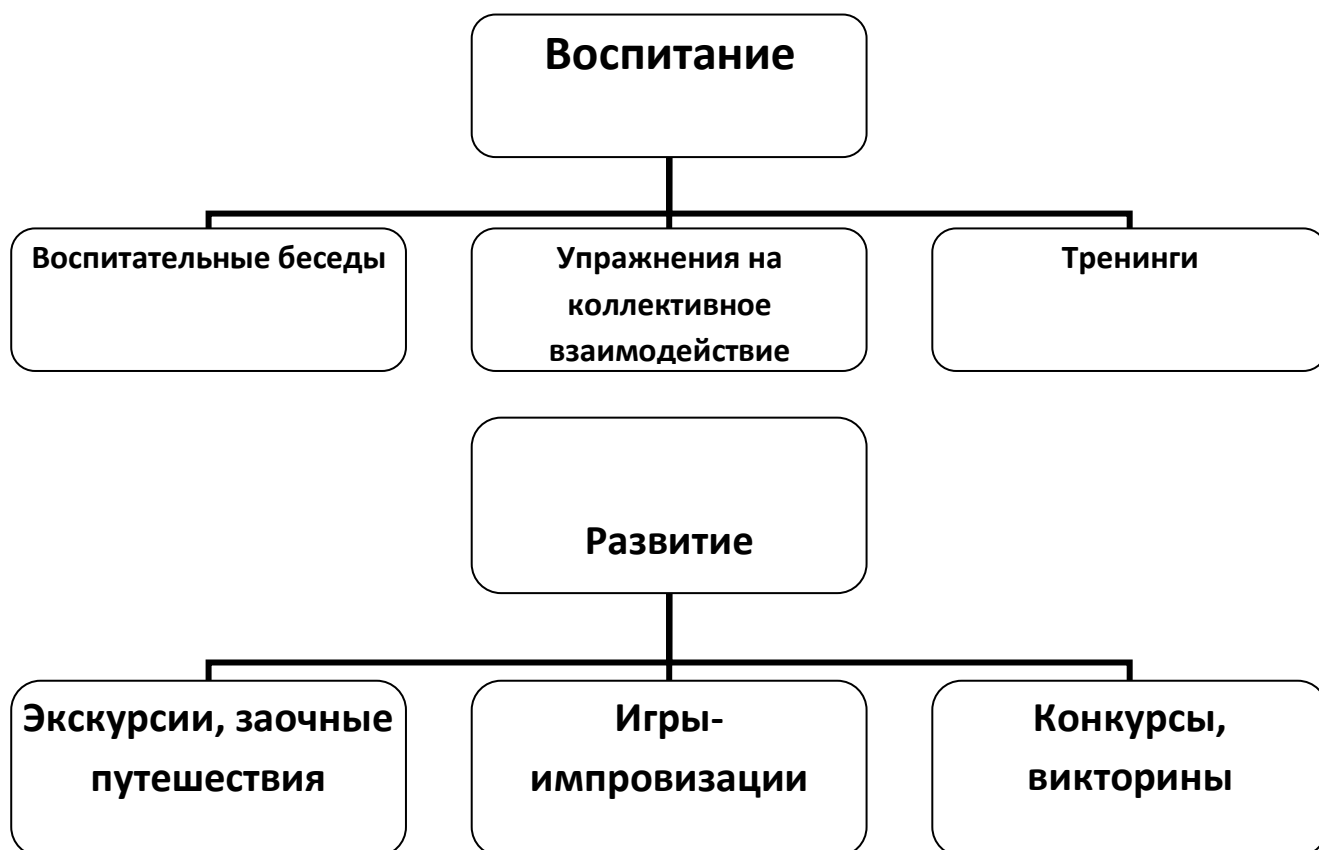 Воспитание
Воспитательные беседы
Упражнения на
коллективное
взаимодействие
Тренинги
Развитие
Экскурсии, заочные
путешествия
Игры-
импровизации
Конкурсы,
викторины